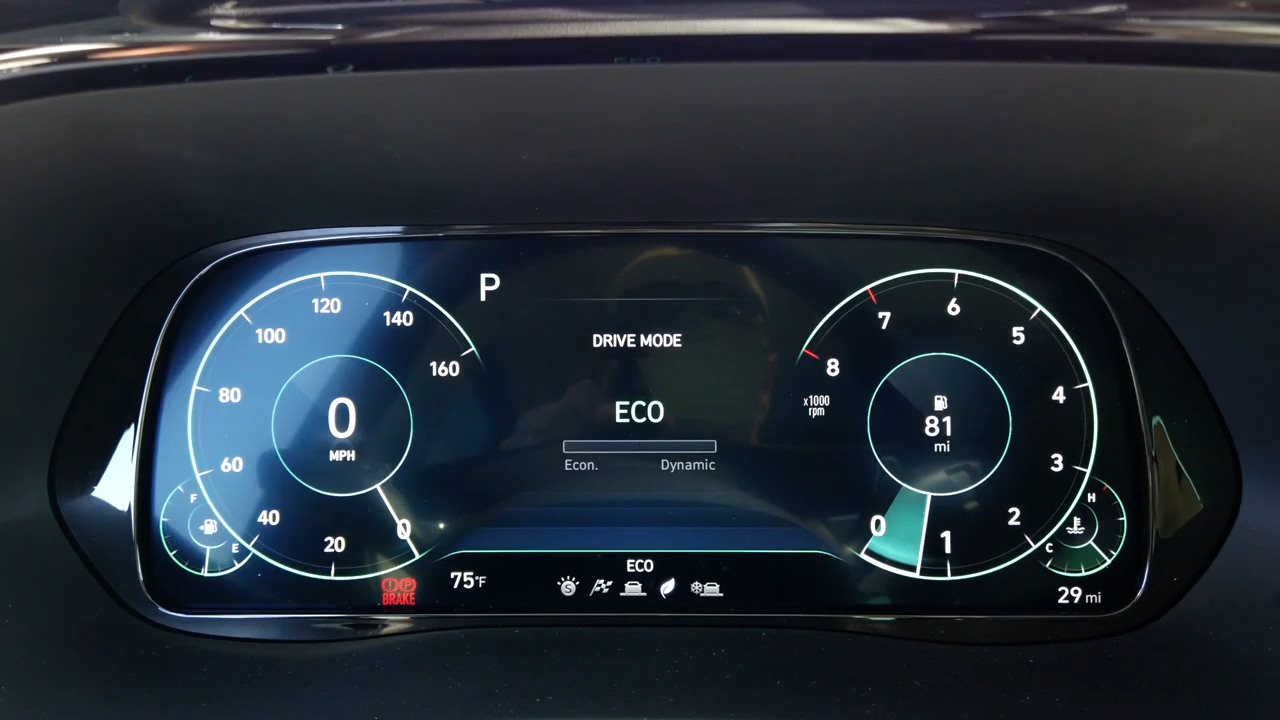 P
120
140
100
160
80
60
40
20
0
0
MPH
F
E
DRIVE MODE
ECO
Econ. Dynamic
6
7
5
8
4
x1000
rpm
3
2
1
0
81
mi
H
C
P
BRAKE
75°F
ECO
S
29 mi